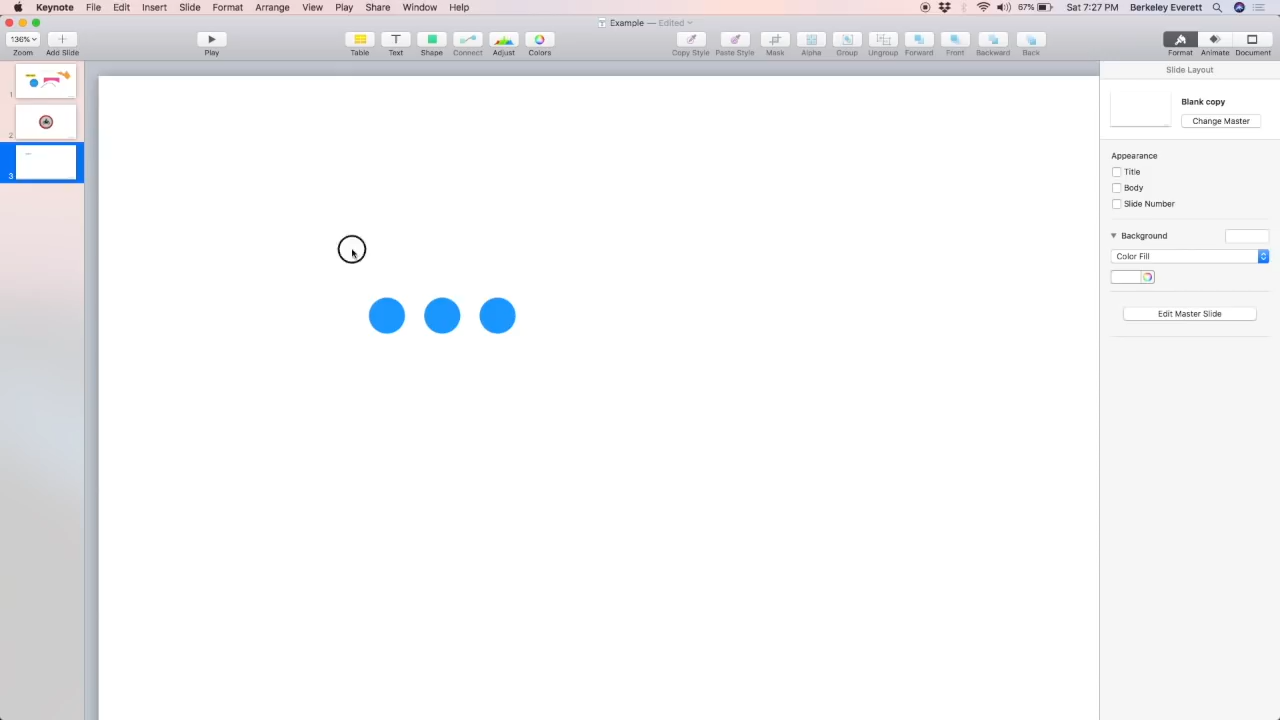 Keynote File Edit Insert Slide Format Arrange View Play Share Window Help 67% Sat 7:27 PM Berkeley Everett
Example — Edited
136%
Zoom Add Slide Play Table Text Shape Connect Adjust Colors Copy Style Paste Style Mask Alpha Group Ungroup Forward Front Backward Back Format Animate Document
Slide Layout
1
Blank copy
Change Master
2
Appearance
Title
3
Body
Slide Number
Background
Color Fill
Edit Master Slide